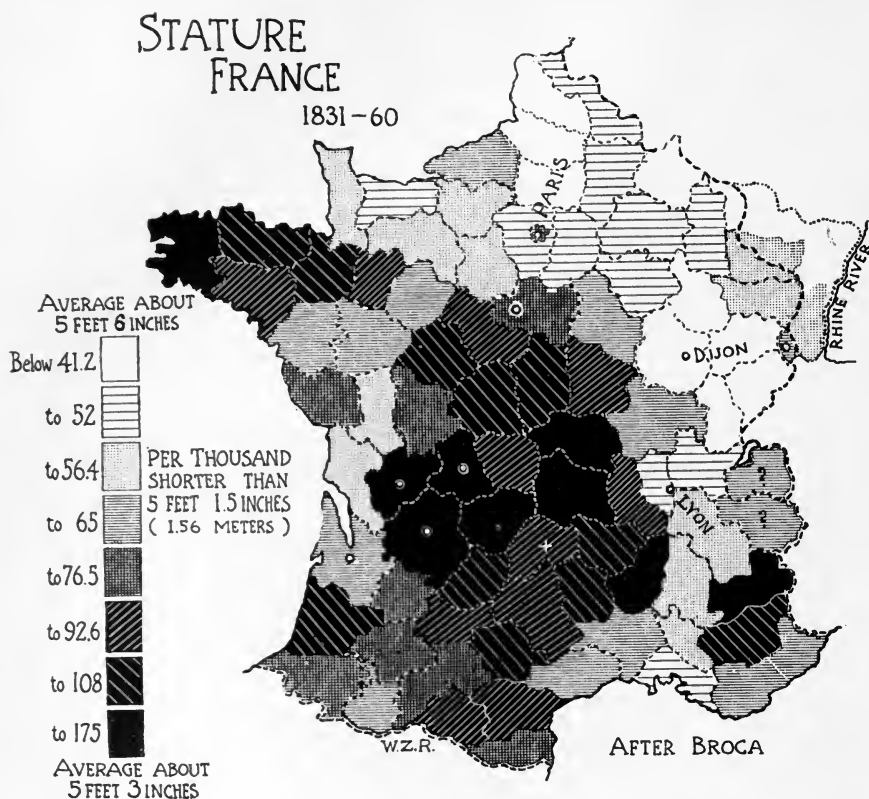 STATURE
FRANCE
1831-60
PARIS
RHINE RIVER
DIJON
LYON
2
2
AVERAGE ABOUT
5 FEET 6 INCHES
Below 41.2
to 52
to 56.4
to 65
to 76.5
to 92.6
to 108
to 175
PER THOUSAND
SHORTER THAN
5 FEET 1.5 INCHES
( 1.56 METERS )
AVERAGE ABOUT
5 FEET 3 INCHES
W.Z.R.
AFTER BROCA